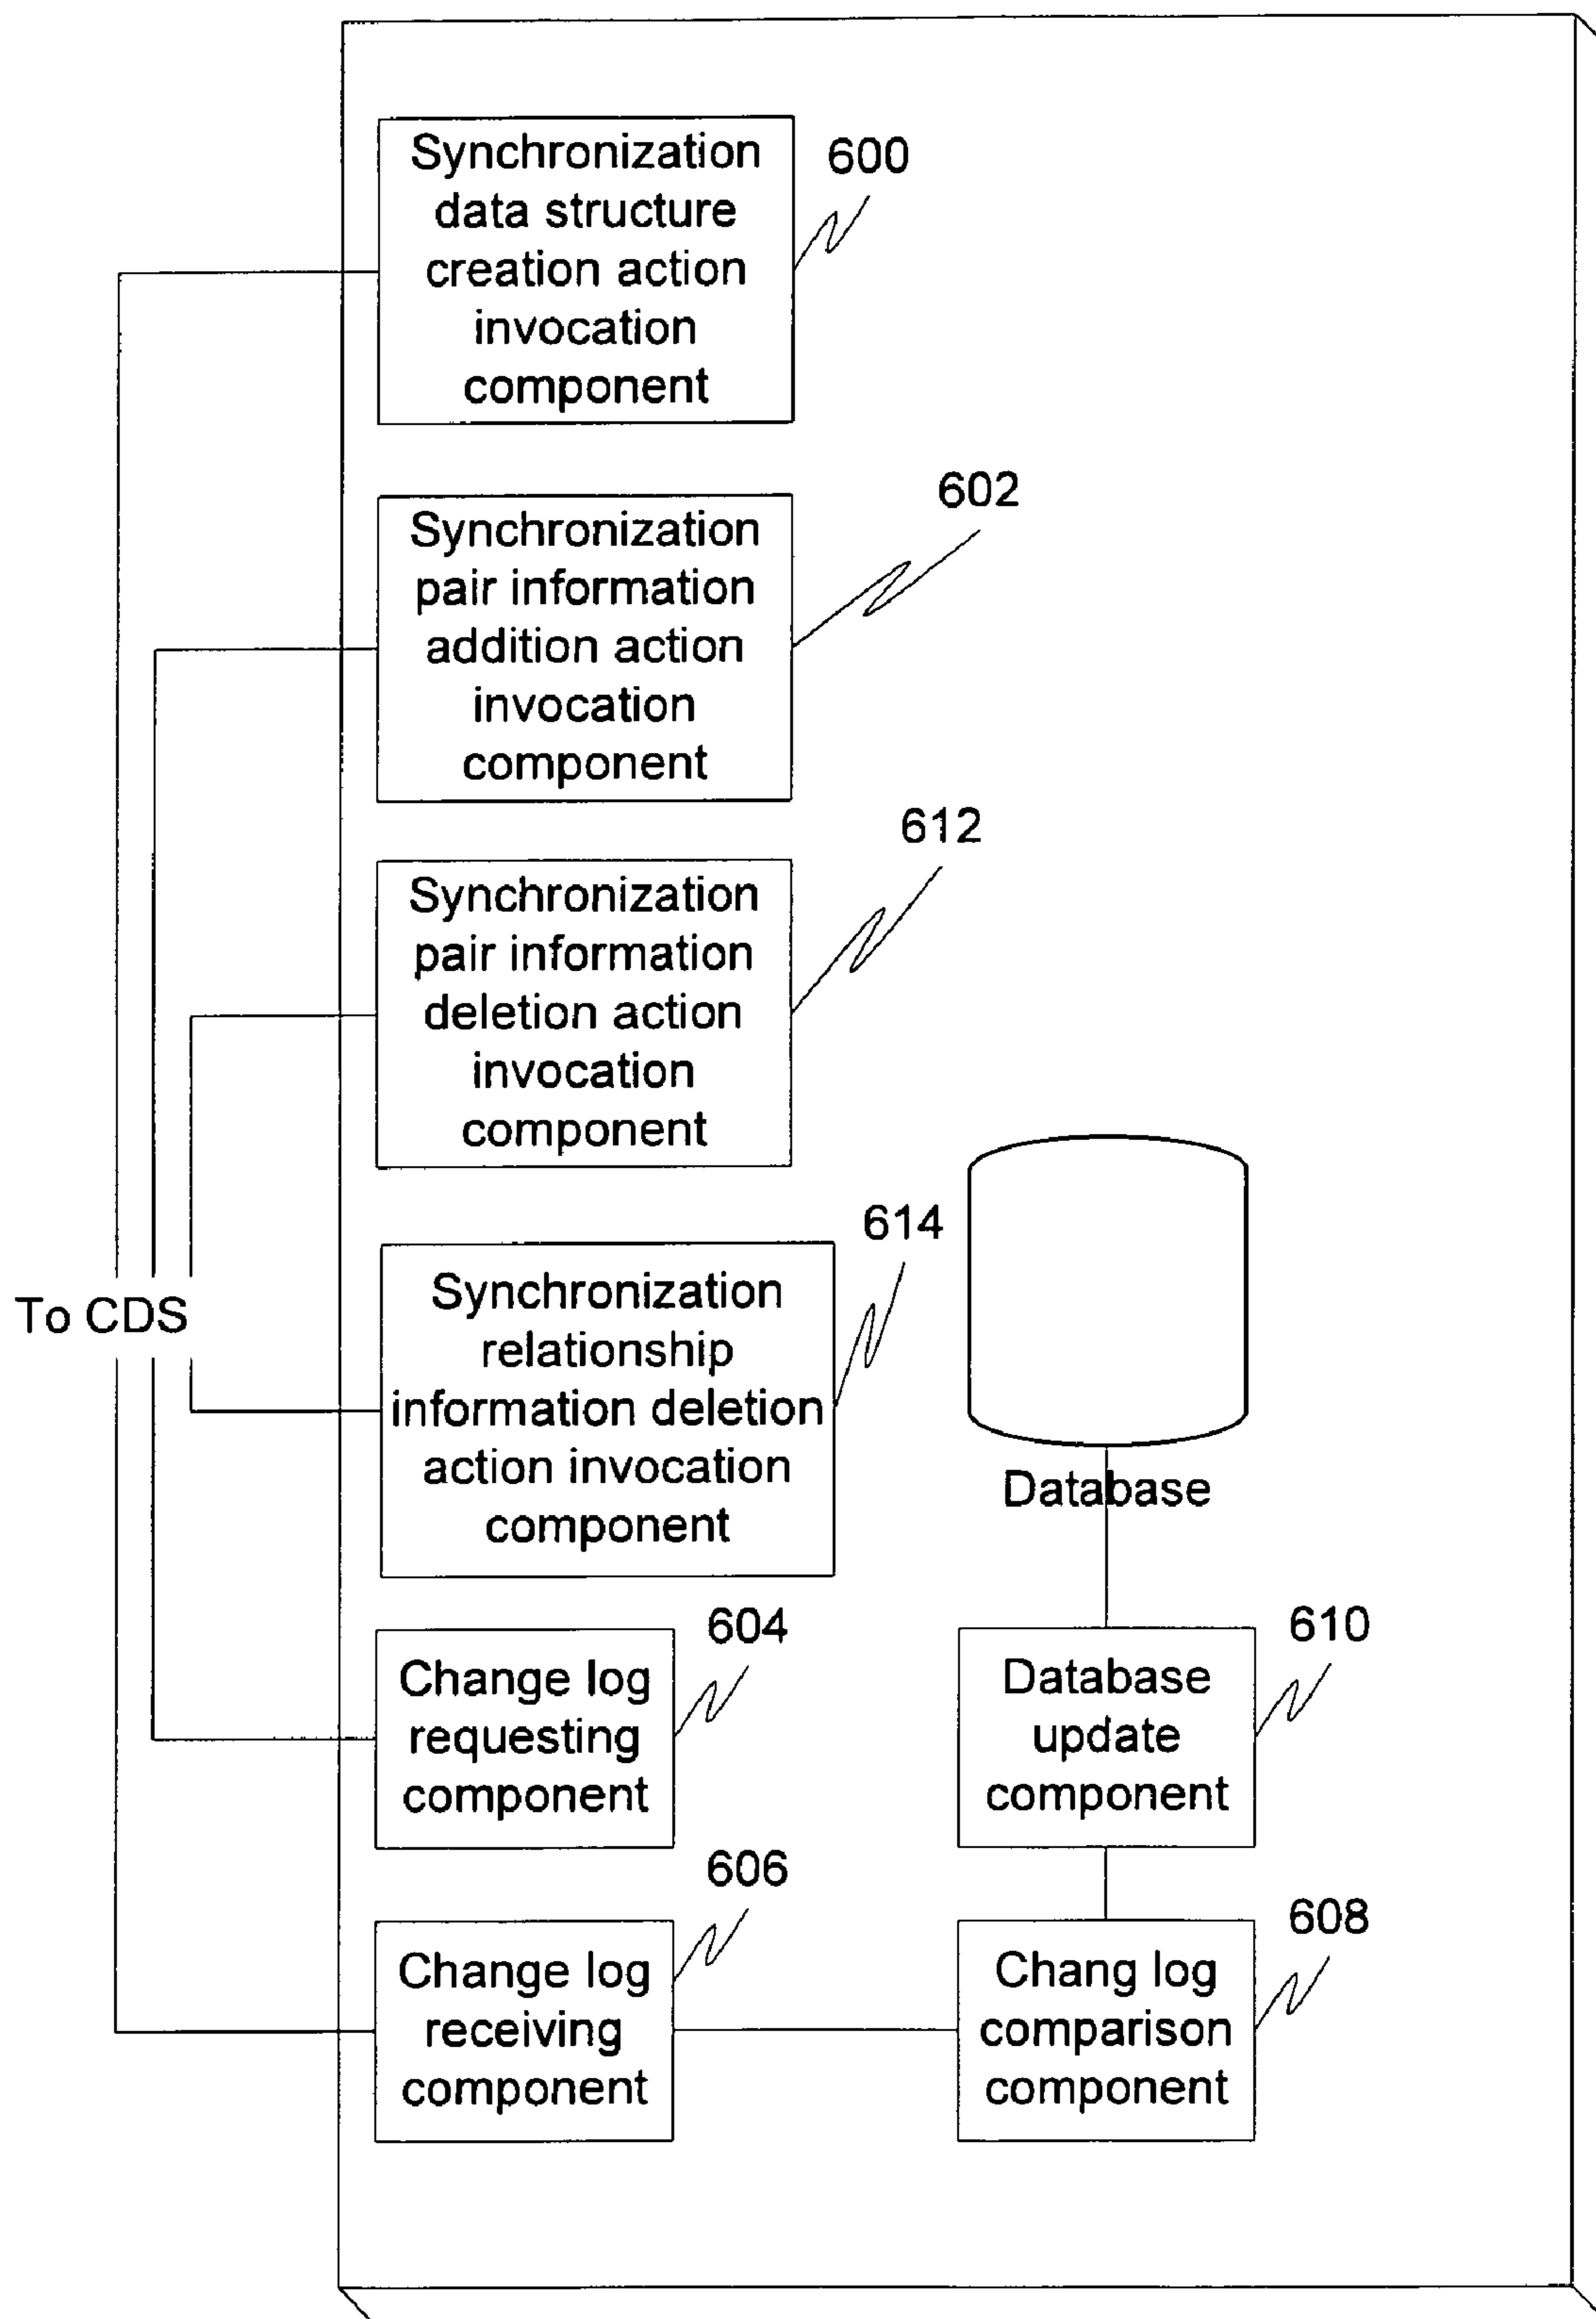 Synchronization
data structure
creation action
invocation
component
600
Synchronization
pair information
addition action
invocation
component
602
Synchronization
pair information
deletion action
invocation
component
612
Synchronization
relationship
information deletion
action invocation
component
614
To CDS
Database
Change log
requesting
component
604
Database
update
component
610
Change log
receiving
component
606
Chang log
comparison
component
608